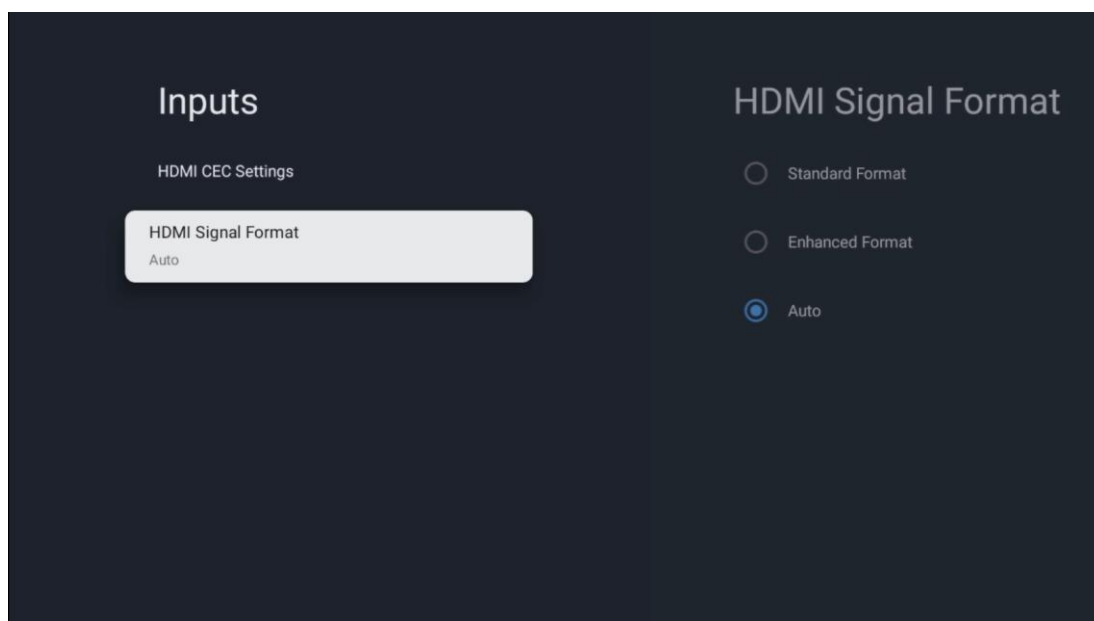 Inputs
HDMI CEC Settings
HDMI Signal Format
Auto
HDMI Signal Format
Standard Format
Enhanced Format
Auto